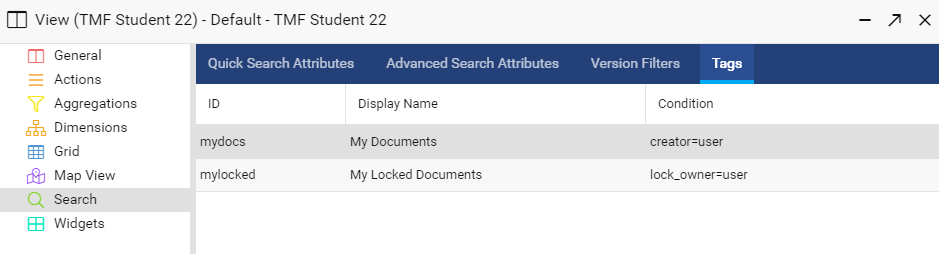 View (TMF Student 22) - Default - TMF Student 22
General
Actions
Aggregations
Dimensions
Grid
Map View
Search
Widgets
Quick Search Attributes Advanced Search Attributes Version Filters Tags
ID Display Name Condition
mydocs My Documents creator=user
mylocked My Locked Documents lock_owner=user